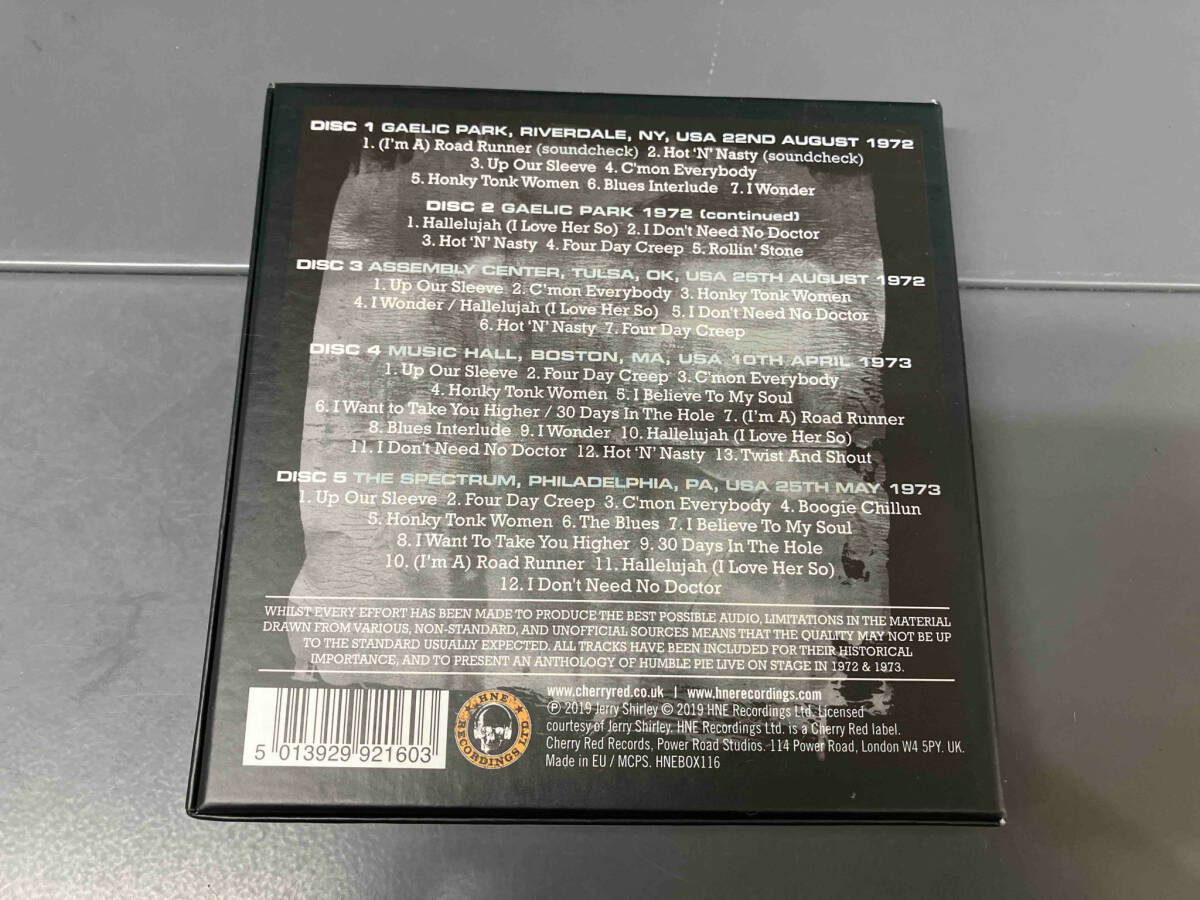 DISC 1 GAELIC PARK, RIVERDALE, NY, USA 22ND AUGUST 1972
1. (I'm A) Road Runner (soundcheck) 2. Hot 'N' Nasty (soundcheck)
3. Up Our Sleeve 4. C'mon Everybody
5. Honky Tonk Women 6. Blues Interlude 7. I Wonder
DISC 2 GAELIC PARK 1972 (continued)
1. Hallelujah (I Love Her So) 2. I Don't Need No Doctor
3. Hot 'N' Nasty 4. Four Day Creep 5. Rollin' Stone
DISC 3 ASSEMBLY CENTER, TULSA, OK, USA 25TH AUGUST 1972
1. Up Our Sleeve 2. C'mon Everybody 3. Honky Tonk Women
4. I Wonder / Hallelujah (I Love Her So) 5. I Don't Need No Doctor
6. Hot 'N' Nasty 7. Four Day Creep
DISC 4 MUSIC HALL, BOSTON, MA, USA 10TH APRIL 1973
1. Up Our Sleeve 2. Four Day Creep 3. C'mon Everybody
4. Honky Tonk Women 5. I Believe To My Soul
6. I Want to Take You Higher / 30 Days In The Hole 7. (I'm A) Road Runner
8. Blues Interlude 9. I Wonder 10. Hallelujah (I Love Her So)
11. I Don't Need No Doctor 12. Hot 'N' Nasty 13. Twist And Shout
DISC 5 THE SPECTRUM, PHILADELPHIA, PA, USA 25TH MAY 1973
1. Up Our Sleeve 2. Four Day Creep 3. C'mon Everybody 4. Boogie Chillun
5. Honky Tonk Women 6. The Blues 7. I Believe To My Soul
8. I Want To Take You Higher 9. 30 Days In The Hole
10. (I'm A) Road Runner 11. Hallelujah (I Love Her So)
12. I Don't Need No Doctor
WHILST EVERY EFFORT HAS BEEN MADE TO PRODUCE THE BEST POSSIBLE AUDIO, LIMITATIONS IN THE MATERIAL
DRAWN FROM VARIOUS, NON-STANDARD, AND UNOFFICIAL SOURCES MEANS THAT THE QUALITY MAY NOT BE UP
TO THE STANDARD USUALLY EXPECTED. ALL TRACKS HAVE BEEN INCLUDED FOR THEIR HISTORICAL
IMPORTANCE, AND TO PRESENT AN ANTHOLOGY OF HUMBLE PIE LIVE ON STAGE IN 1972 & 1973.
5 013929 921603
HNE RECORDINGS LTD
www.cherryred.co.uk | www.hnerecordings.com
℗ 2019 Jerry Shirley © 2019 HNE Recordings Ltd. Licensed
courtesy of Jerry Shirley. HNE Recordings Ltd. is a Cherry Red label.
Cherry Red Records, Power Road Studios. 114 Power Road, London W4 5PY. UK.
Made in EU / MCPS. HNEBOX116